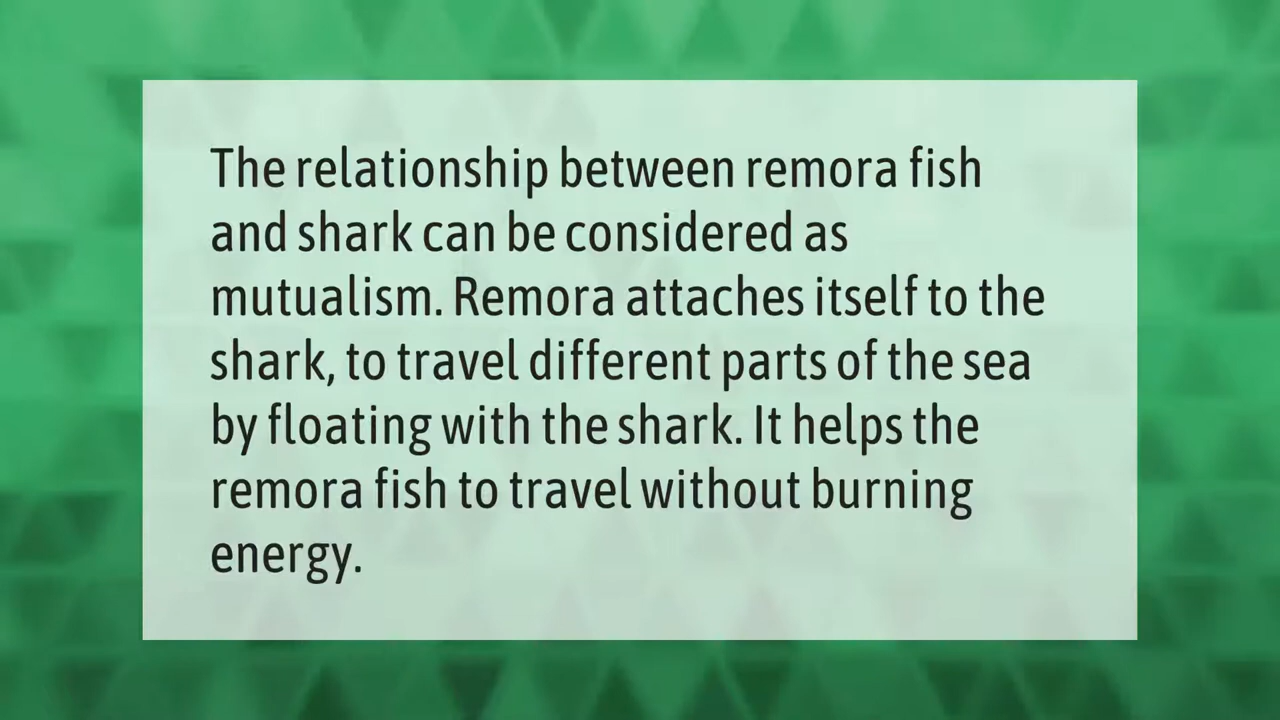 The relationship between remora fish
and shark can be considered as
mutualism. Remora attaches itself to the
shark, to travel different parts of the sea
by floating with the shark. It helps the
remora fish to travel without burning
energy.